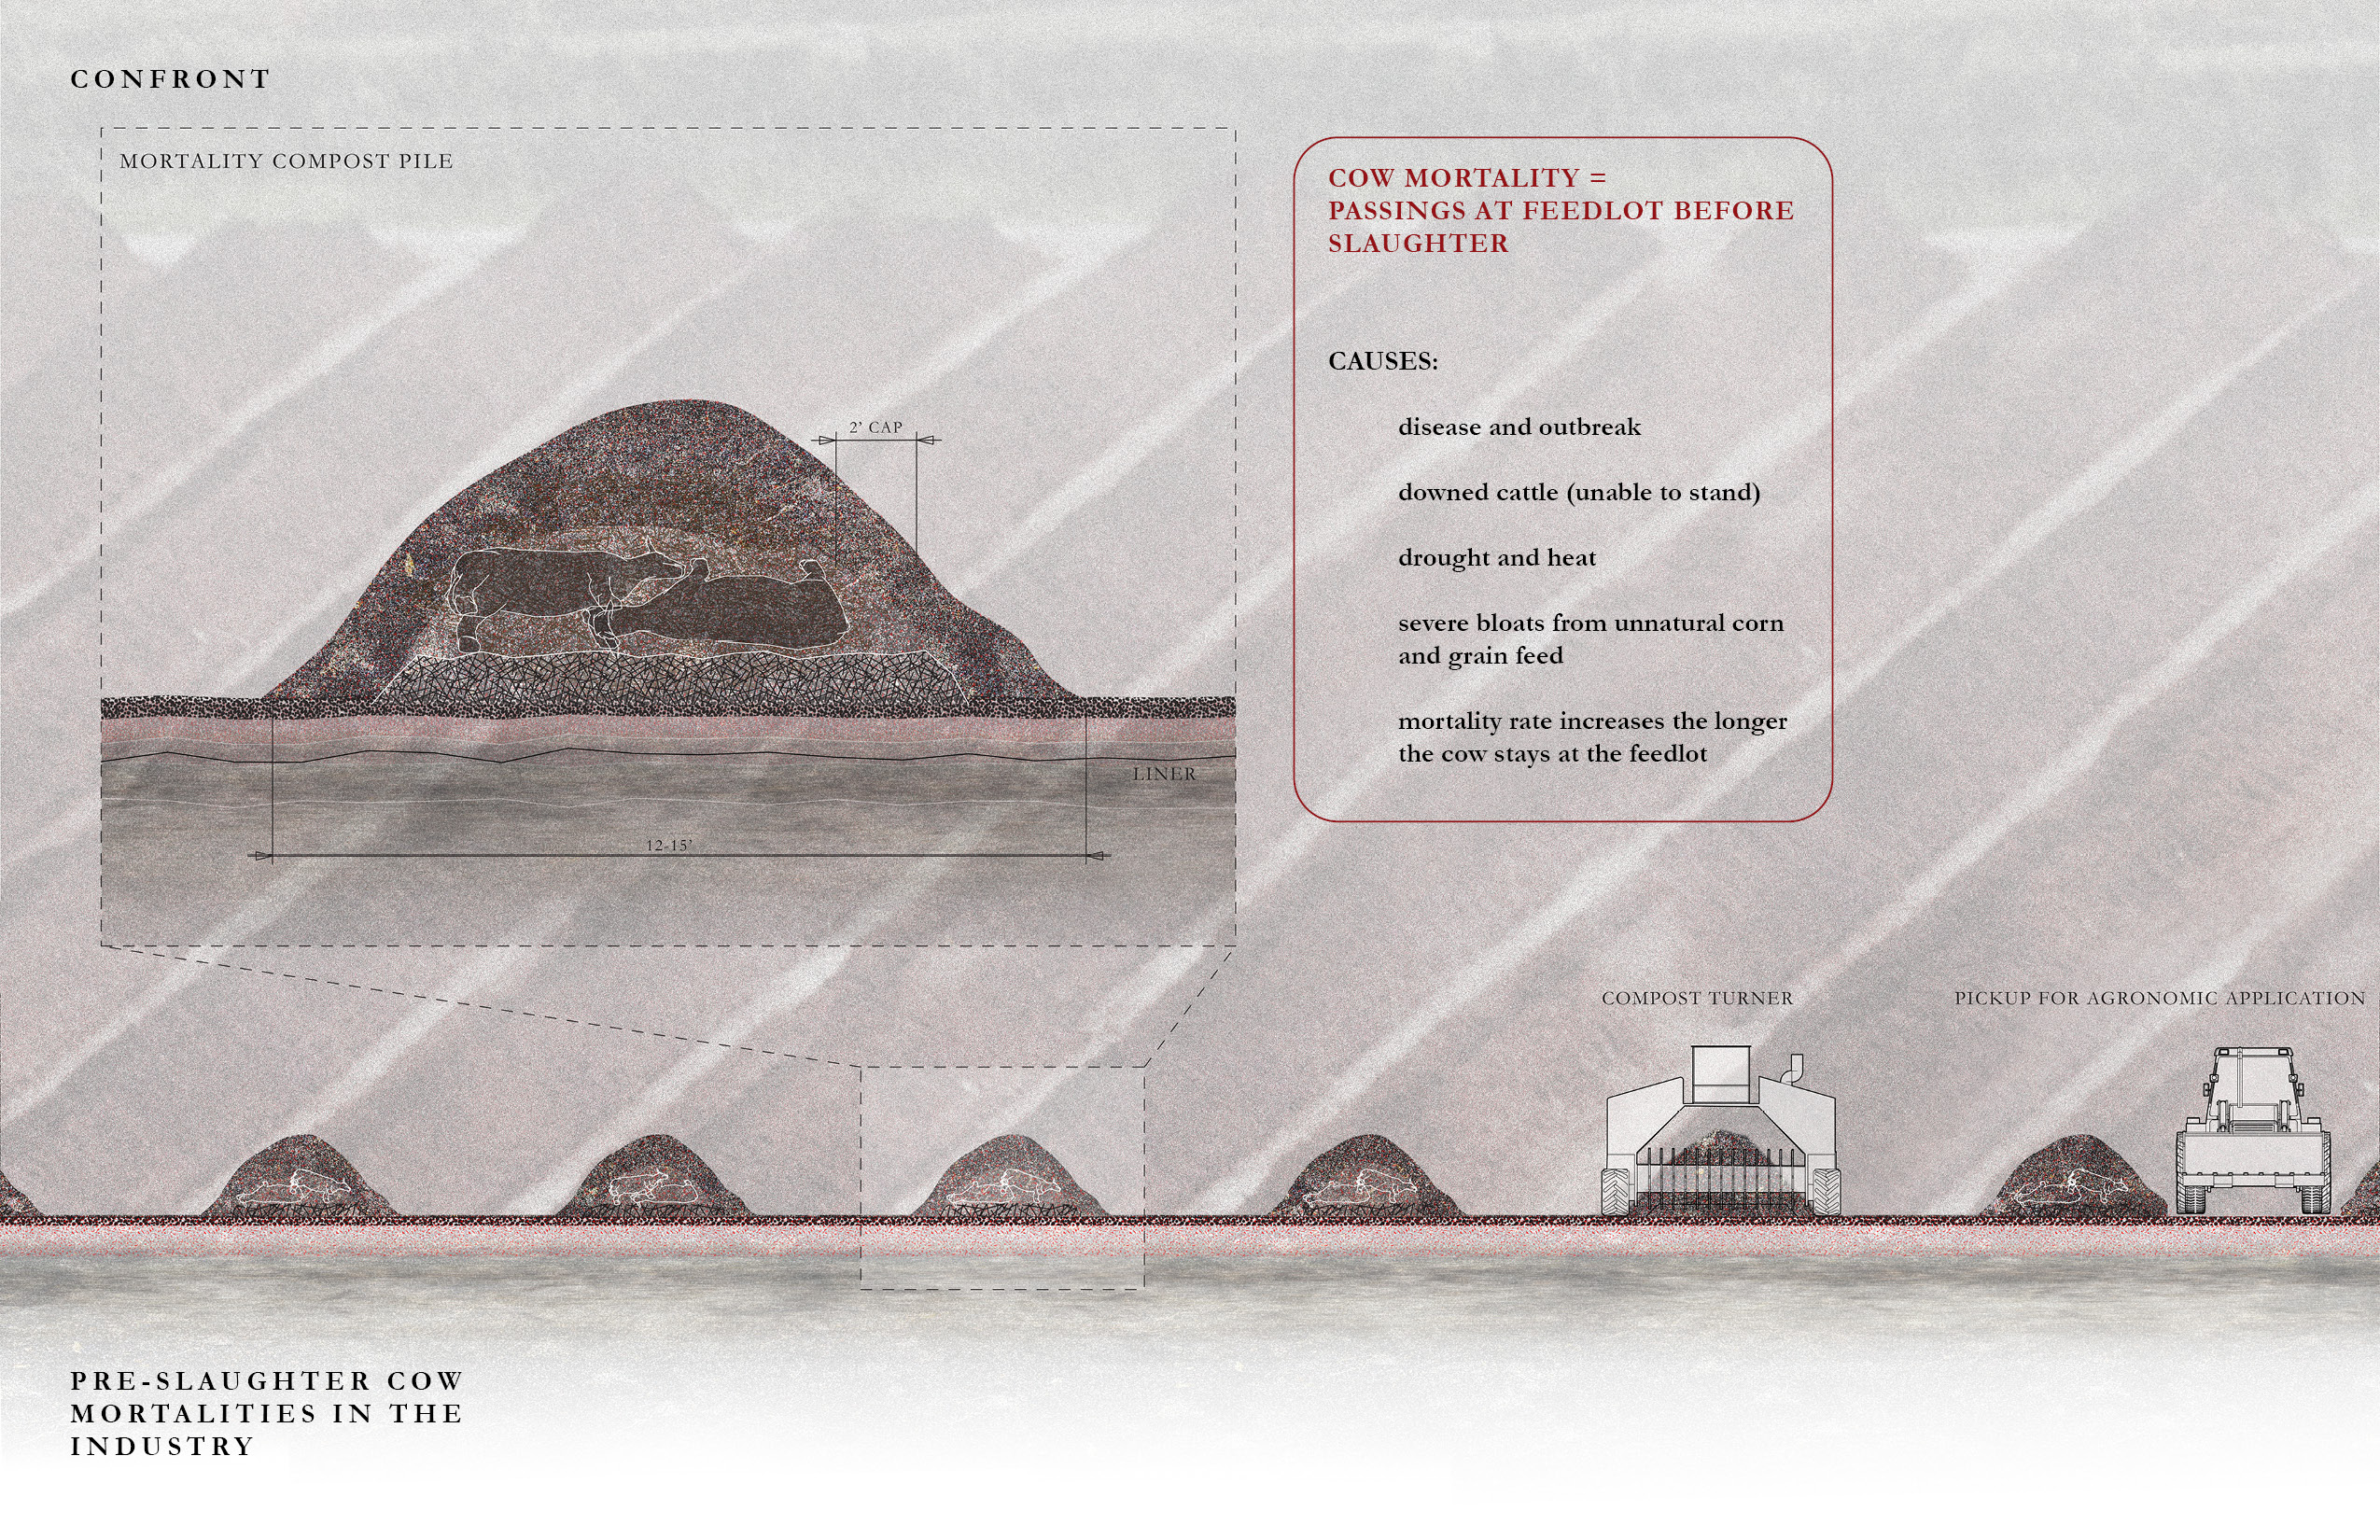 CONFRONT
MORTALITY COMPOST PILE
2' CAP
LINER
12-15'
COW MORTALITY =
PASSINGS AT FEEDLOT BEFORE
SLAUGHTER
CAUSES:
disease and outbreak
downed cattle (unable to stand)
drought and heat
severe bloats from unnatural corn
and grain feed
mortality rate increases the longer
the cow stays at the feedlot
COMPOST TURNER
PICKUP FOR AGRONOMIC APPLICATION
PRE-SLAUGHTER COW
MORTALITIES IN THE
INDUSTRY